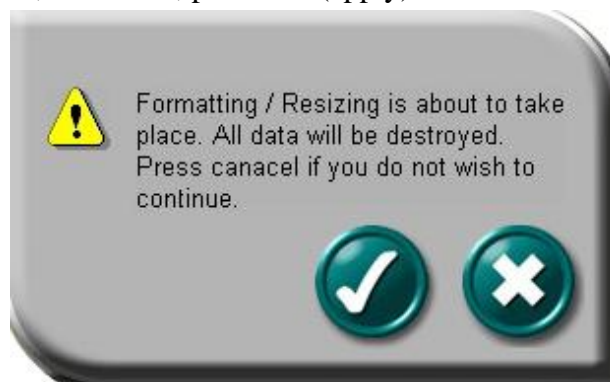 Formatting / Resizing is about to take
place. All data will be destroyed.
Press canacel if you do not wish to
continue.